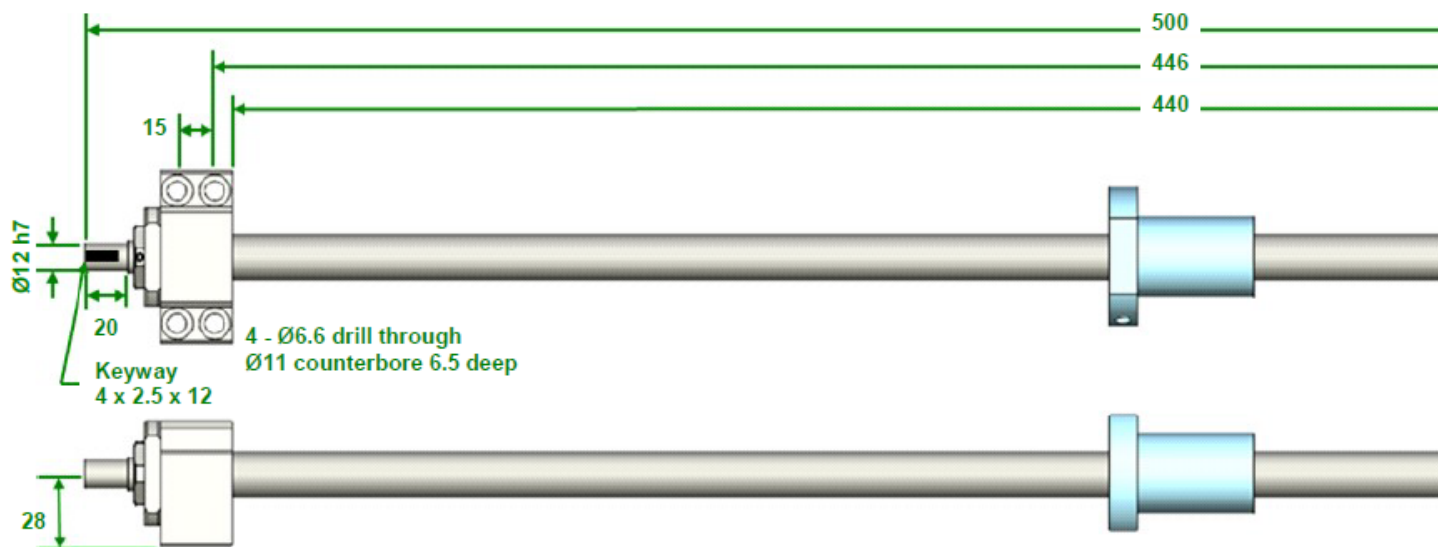 500
446
440
15
Ø12 h7
20
4 - Ø6.6 drill through
Ø11 counterbore 6.5 deep
Keyway
4 x 2.5 x 12
28